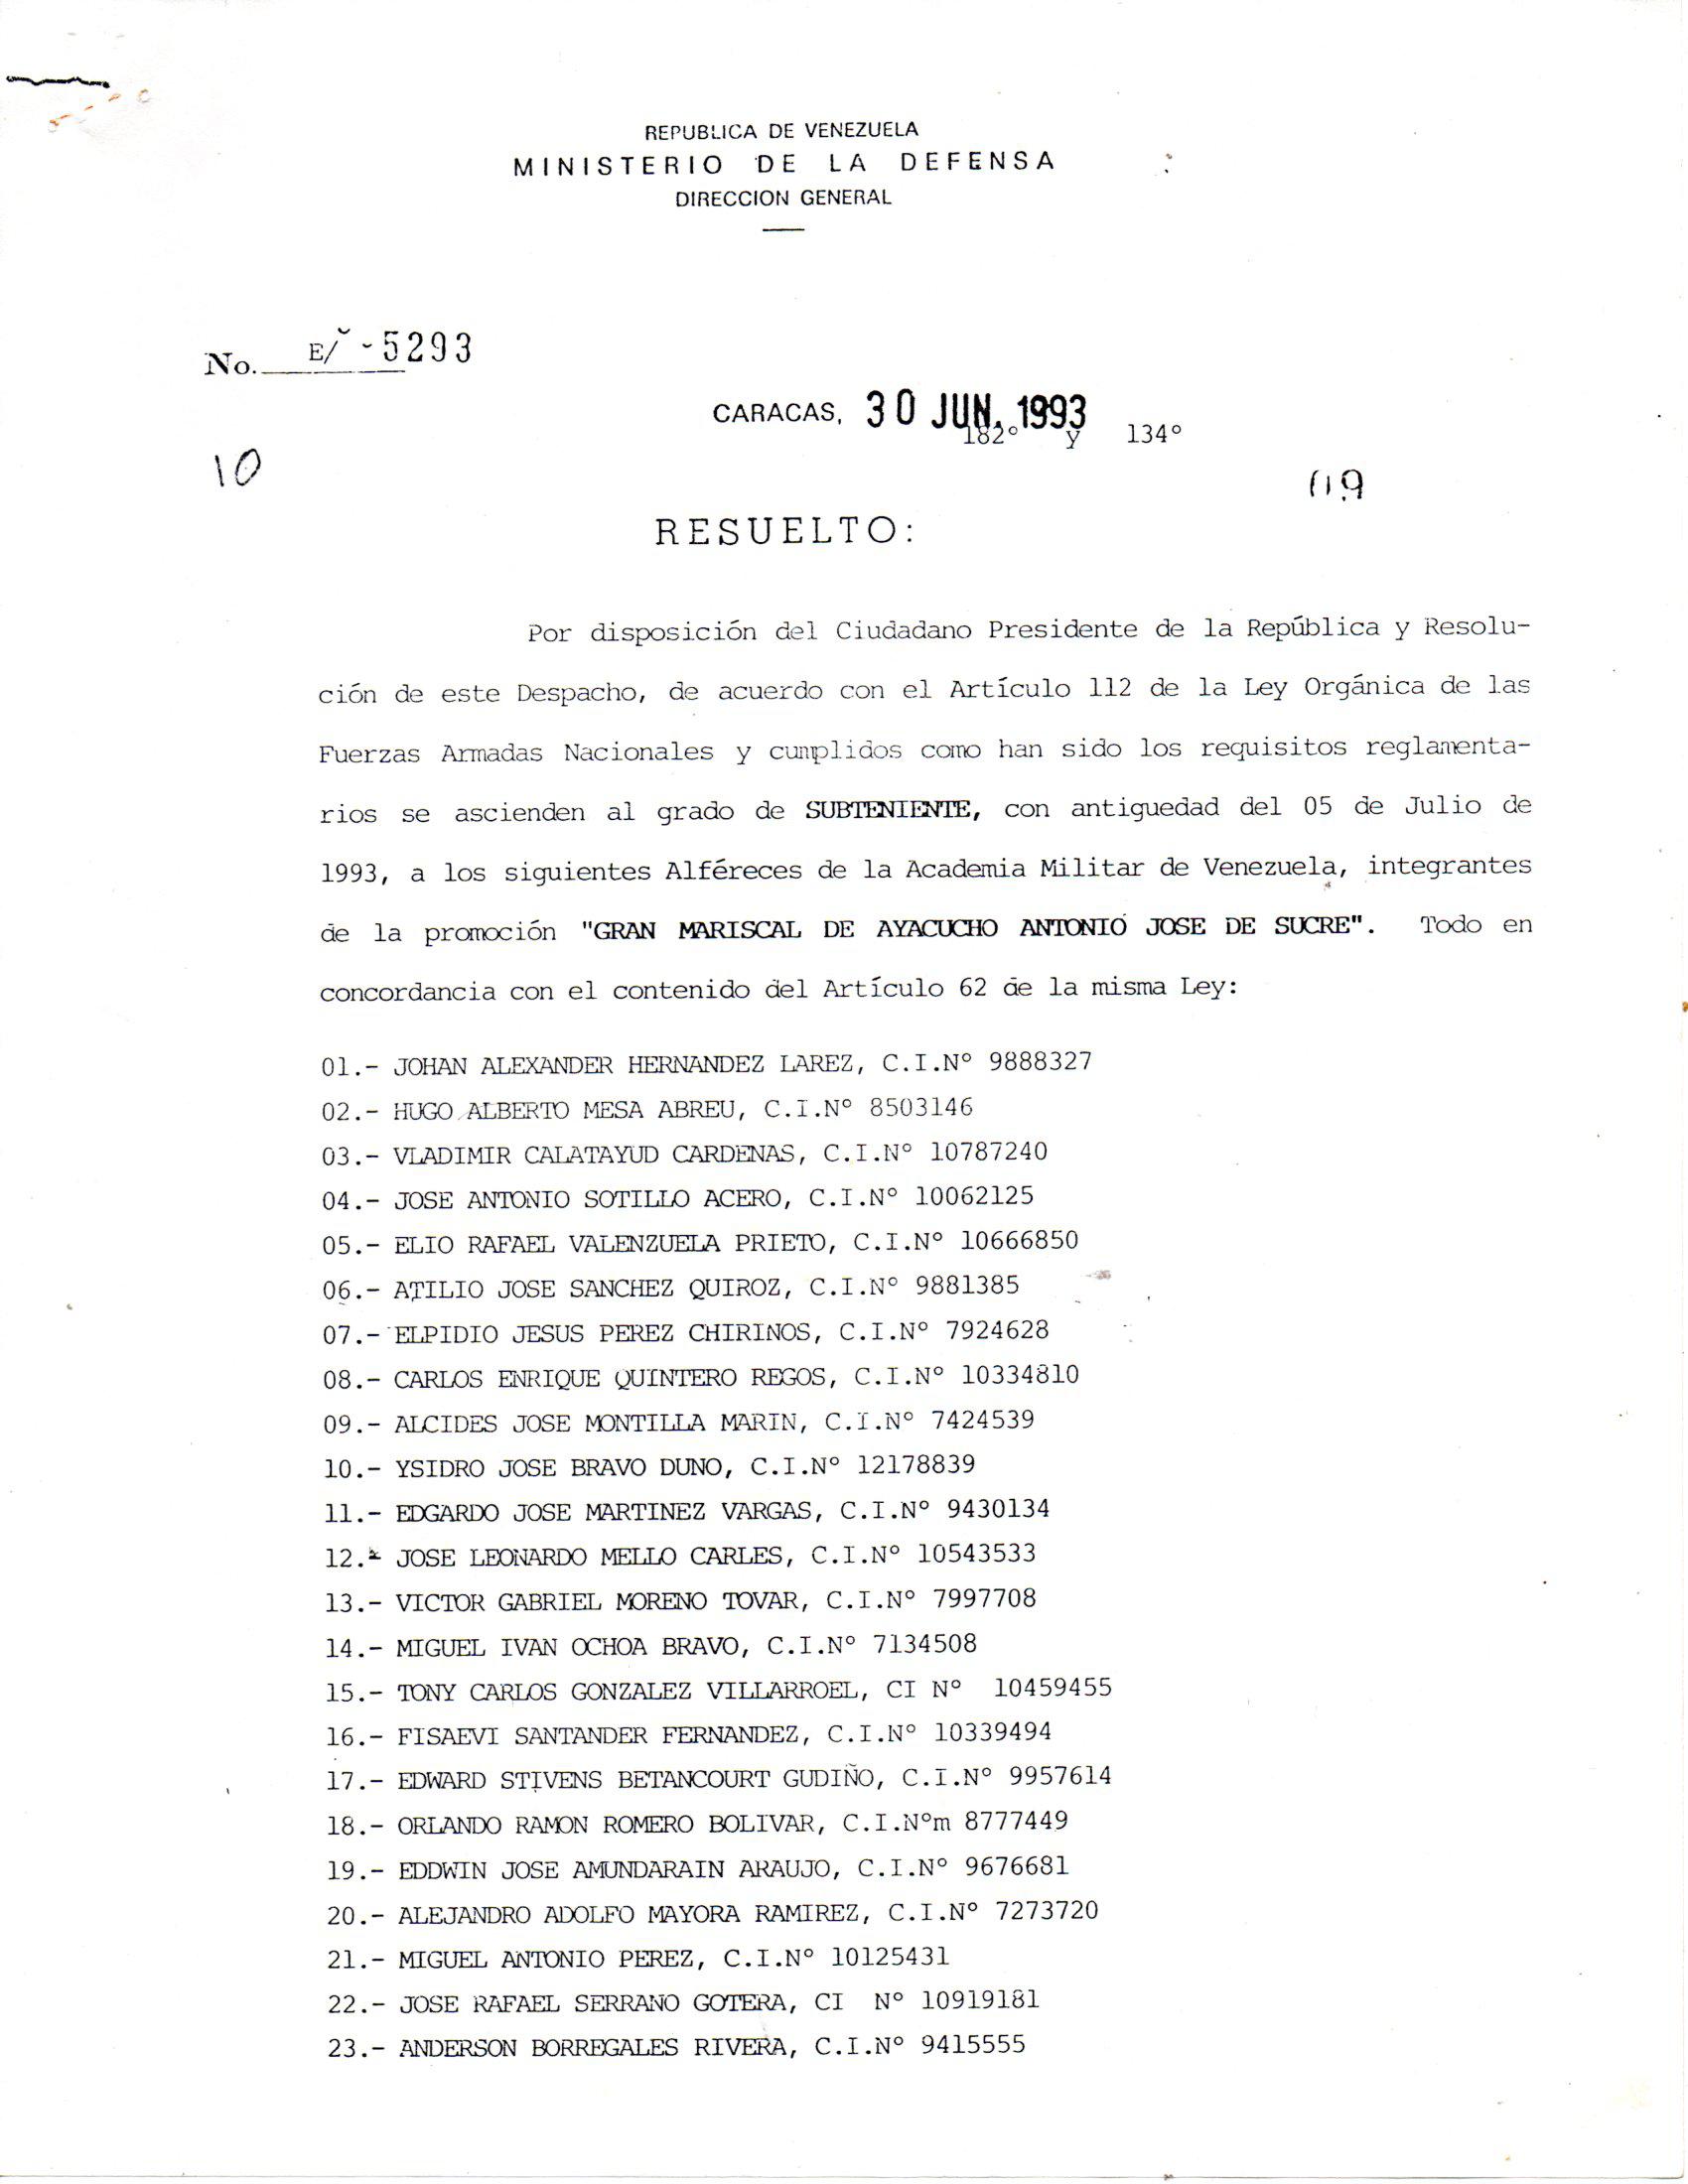 REPUBLICA DE VENEZUELA
MINISTERIO DE LA DEFENSA
DIRECCION GENERAL
No. E/ -5293
CARACAS, 30 JUN. 1993
182° y 134°
10
RESUELTO:
Por disposición del Ciudadano Presidente de la República y Resolu-
ción de este Despacho, de acuerdo con el Artículo 112 de la Ley Orgánica de las
Fuerzas Armadas Nacionales y cumplidos como han sido los requisitos reglamenta-
rios se ascienden al grado de SUBTENIENTE, con antiguedad del 05 de Julio de
1993, a los siguientes Alféreces de la Academia Militar de Venezuela, integrantes
de la promoción "GRAN MARISCAL DE AYACUCHO ANTONIO JOSE DE SUCRE". Todo en
concordancia con el contenido del Artículo 62 de la misma Ley:
01.- JOHAN ALEXANDER HERNANDEZ LAREZ, C.I.N° 9888327
02.- HUGO ALBERTO MESA ABREU, C.I.N° 8503146
03.- VLADIMIR CALATAYUD CARDENAS, C.I.N° 10787240
04.- JOSE ANTONIO SOTILLO ACERO, C.I.N° 10062125
05.- ELIO RAFAEL VALENZUELA PRIETO, C.I.N° 10666850
06.- ATILIO JOSE SANCHEZ QUIROZ, C.I.N° 9881385
07.- ELPIDIO JESUS PEREZ CHIRINOS, C.I.N° 7924628
08.- CARLOS ENRIQUE QUINTERO REGOS, C.I.N° 10334810
09.- ALCIDES JOSE MONTILLA MARIN, C.I.N° 7424539
10.- YSIDRO JOSE BRAVO DUNO, C.I.N° 12178839
11.- EDGARDO JOSE MARTINEZ VARGAS, C.I.N° 9430134
12.- JOSE LEONARDO MELLO CARLES, C.I.N° 10543533
13.- VICTOR GABRIEL MORENO TOVAR, C.I.N° 7997708
14.- MIGUEL IVAN OCHOA BRAVO, C.I.N° 7134508
15.- TONY CARLOS GONZALEZ VILLARROEL, CI N° 10459455
16.- FISAEVI SANTANDER FERNANDEZ, C.I.N° 10339494
17.- EDWARD STIVENS BETANCOURT GUDIÑO, C.I.N° 9957614
18.- ORLANDO RAMON ROMERO BOLIVAR, C.I.N°m 8777449
19.- EDDWIN JOSE AMUNDARAIN ARAUJO, C.I.N° 9676681
20.- ALEJANDRO ADOLFO MAYORA RAMIREZ, C.I.N° 7273720
21.- MIGUEL ANTONIO PEREZ, C.I.N° 10125431
22.- JOSE RAFAEL SERRANO GOTERA, CI N° 10919181
23.- ANDERSON BORREGALES RIVERA, C.I.N° 9415555